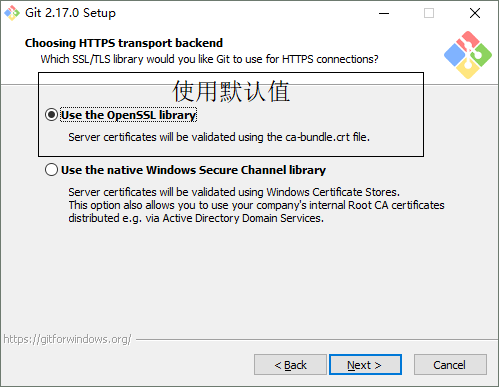 Git 2.17.0 Setup
Choosing HTTPS transport backend
Which SSL/TLS library would you like Git to use for HTTPS connections?
使用默认值
Use the OpenSSL library
Server certificates will be validated using the ca-bundle.crt file.
Use the native Windows Secure Channel library
Server certificates will be validated using Windows Certificate Stores.
This option also allows you to use your company's internal Root CA certificates
distributed e.g. via Active Directory Domain Services.
https://gitforwindows.org/
< Back
Next >
Cancel